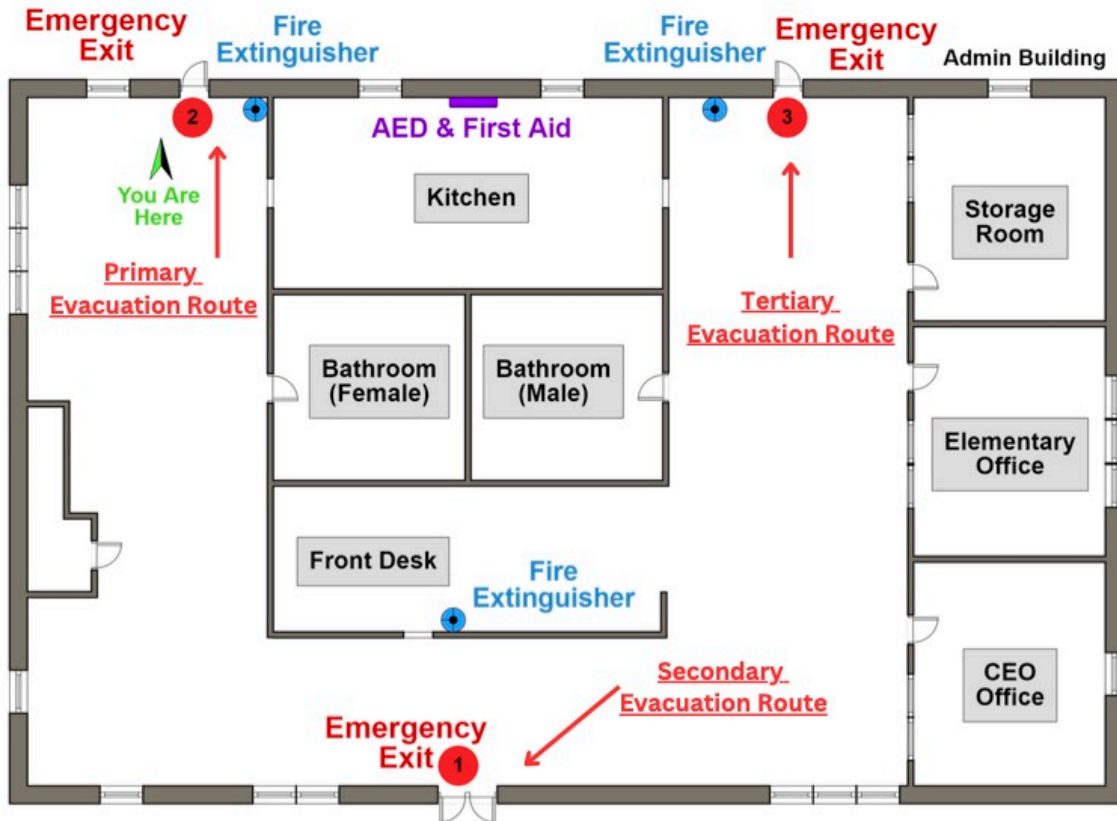 Emergency
Exit
Fire
Extinguisher
Fire
Extinguisher
Emergency
Exit
Admin Building
2
AED & First Aid
3
You Are
Here
Kitchen
Storage
Room
Primary
Evacuation Route
Tertiary
Evacuation Route
Bathroom
(Female)
Bathroom
(Male)
Elementary
Office
Front Desk
Fire
Extinguisher
Secondary
Evacuation Route
CEO
Office
Emergency
Exit
1